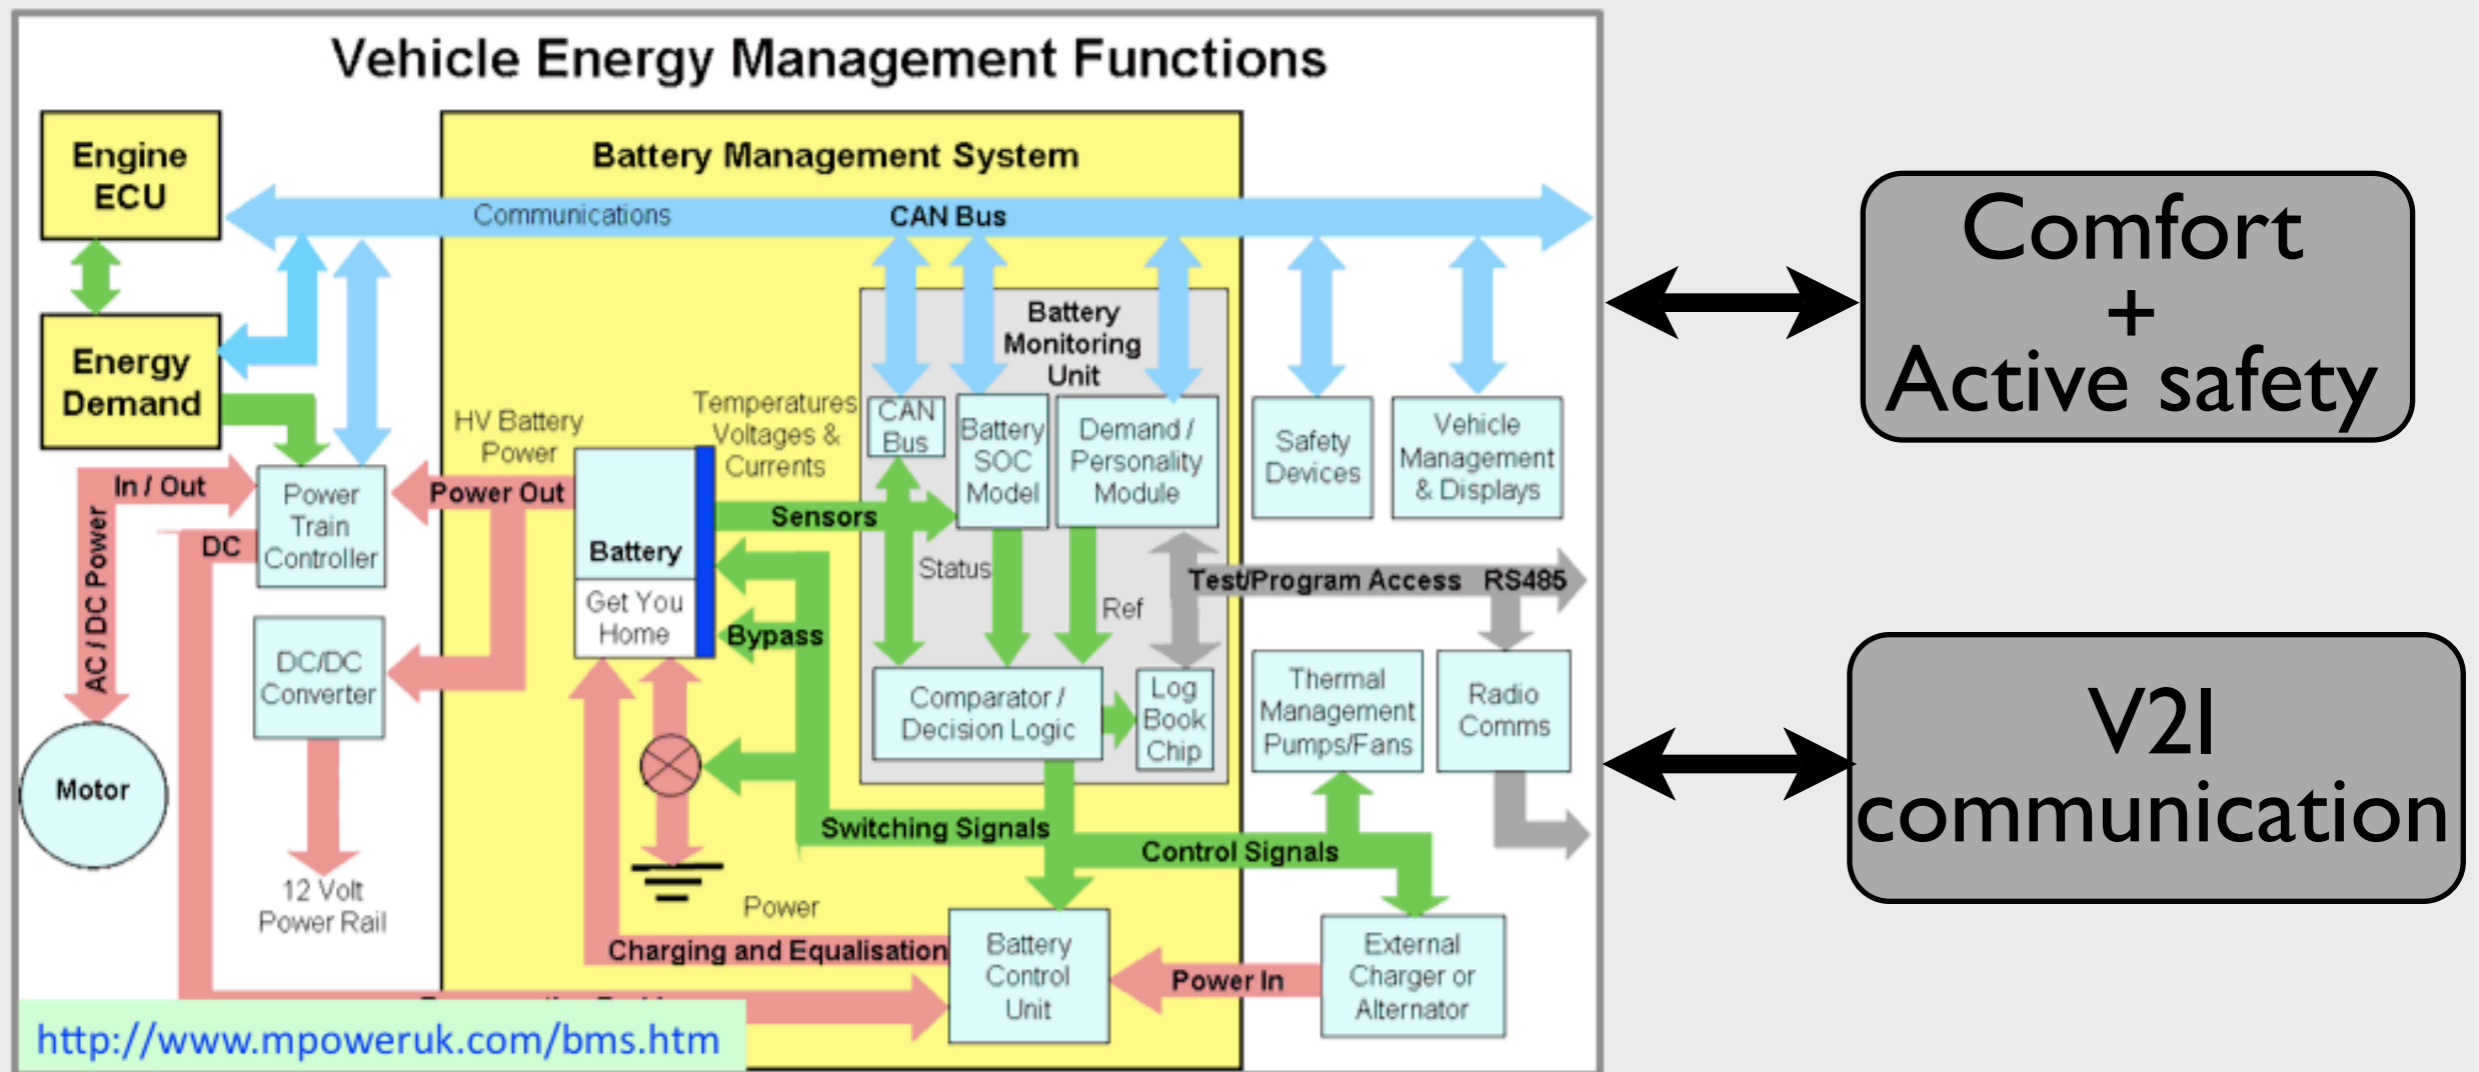 Vehicle Energy Management Functions
Engine
ECU
Battery Management System
Communications
CAN Bus
Energy
Demand
Battery
Monitoring
Unit
HV Battery
Power
Temperatures
Voltages &
Currents
CAN
Bus
Battery
SOC
Model
Demand /
Personality
Module
Safety
Devices
Vehicle
Management
& Displays
In / Out
AC / DC Power
DC
Power
Train
Controller
Power Out
Battery
Get You
Home
Sensors
Status
Ref
Bypass
Test/Program Access RS485
DC/DC
Converter
Comparator /
Decision Logic
Log
Book
Chip
Thermal
Management
Pumps/Fans
Radio
Comms
Motor
12 Volt
Power Rail
Switching Signals
Control Signals
Power
Charging and Equalisation
Battery
Control
Unit
Power In
External
Charger or
Alternator
http://www.mpoweruk.com/bms.htm
Comfort
+
Active safety
V2I
communication